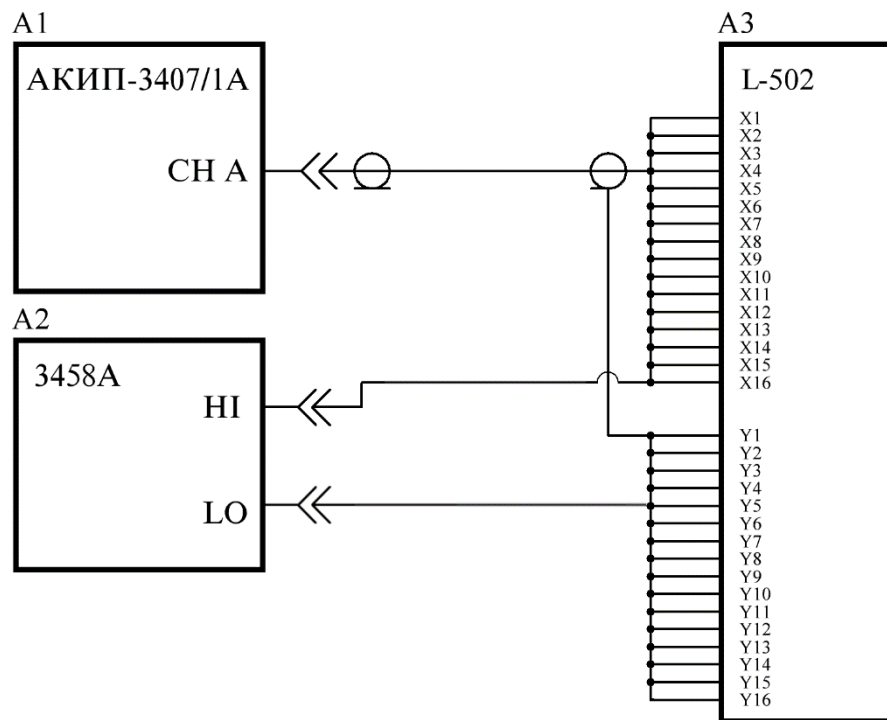 A1
АКИП-3407/1А
CH A
A2
3458A
HI
LO
A3
L-502
X1
X2
X3
X4
X5
X6
X7
X8
X9
X10
X11
X12
X13
X14
X15
X16
Y1
Y2
Y3
Y4
Y5
Y6
Y7
Y8
Y9
Y10
Y11
Y12
Y13
Y14
Y15
Y16